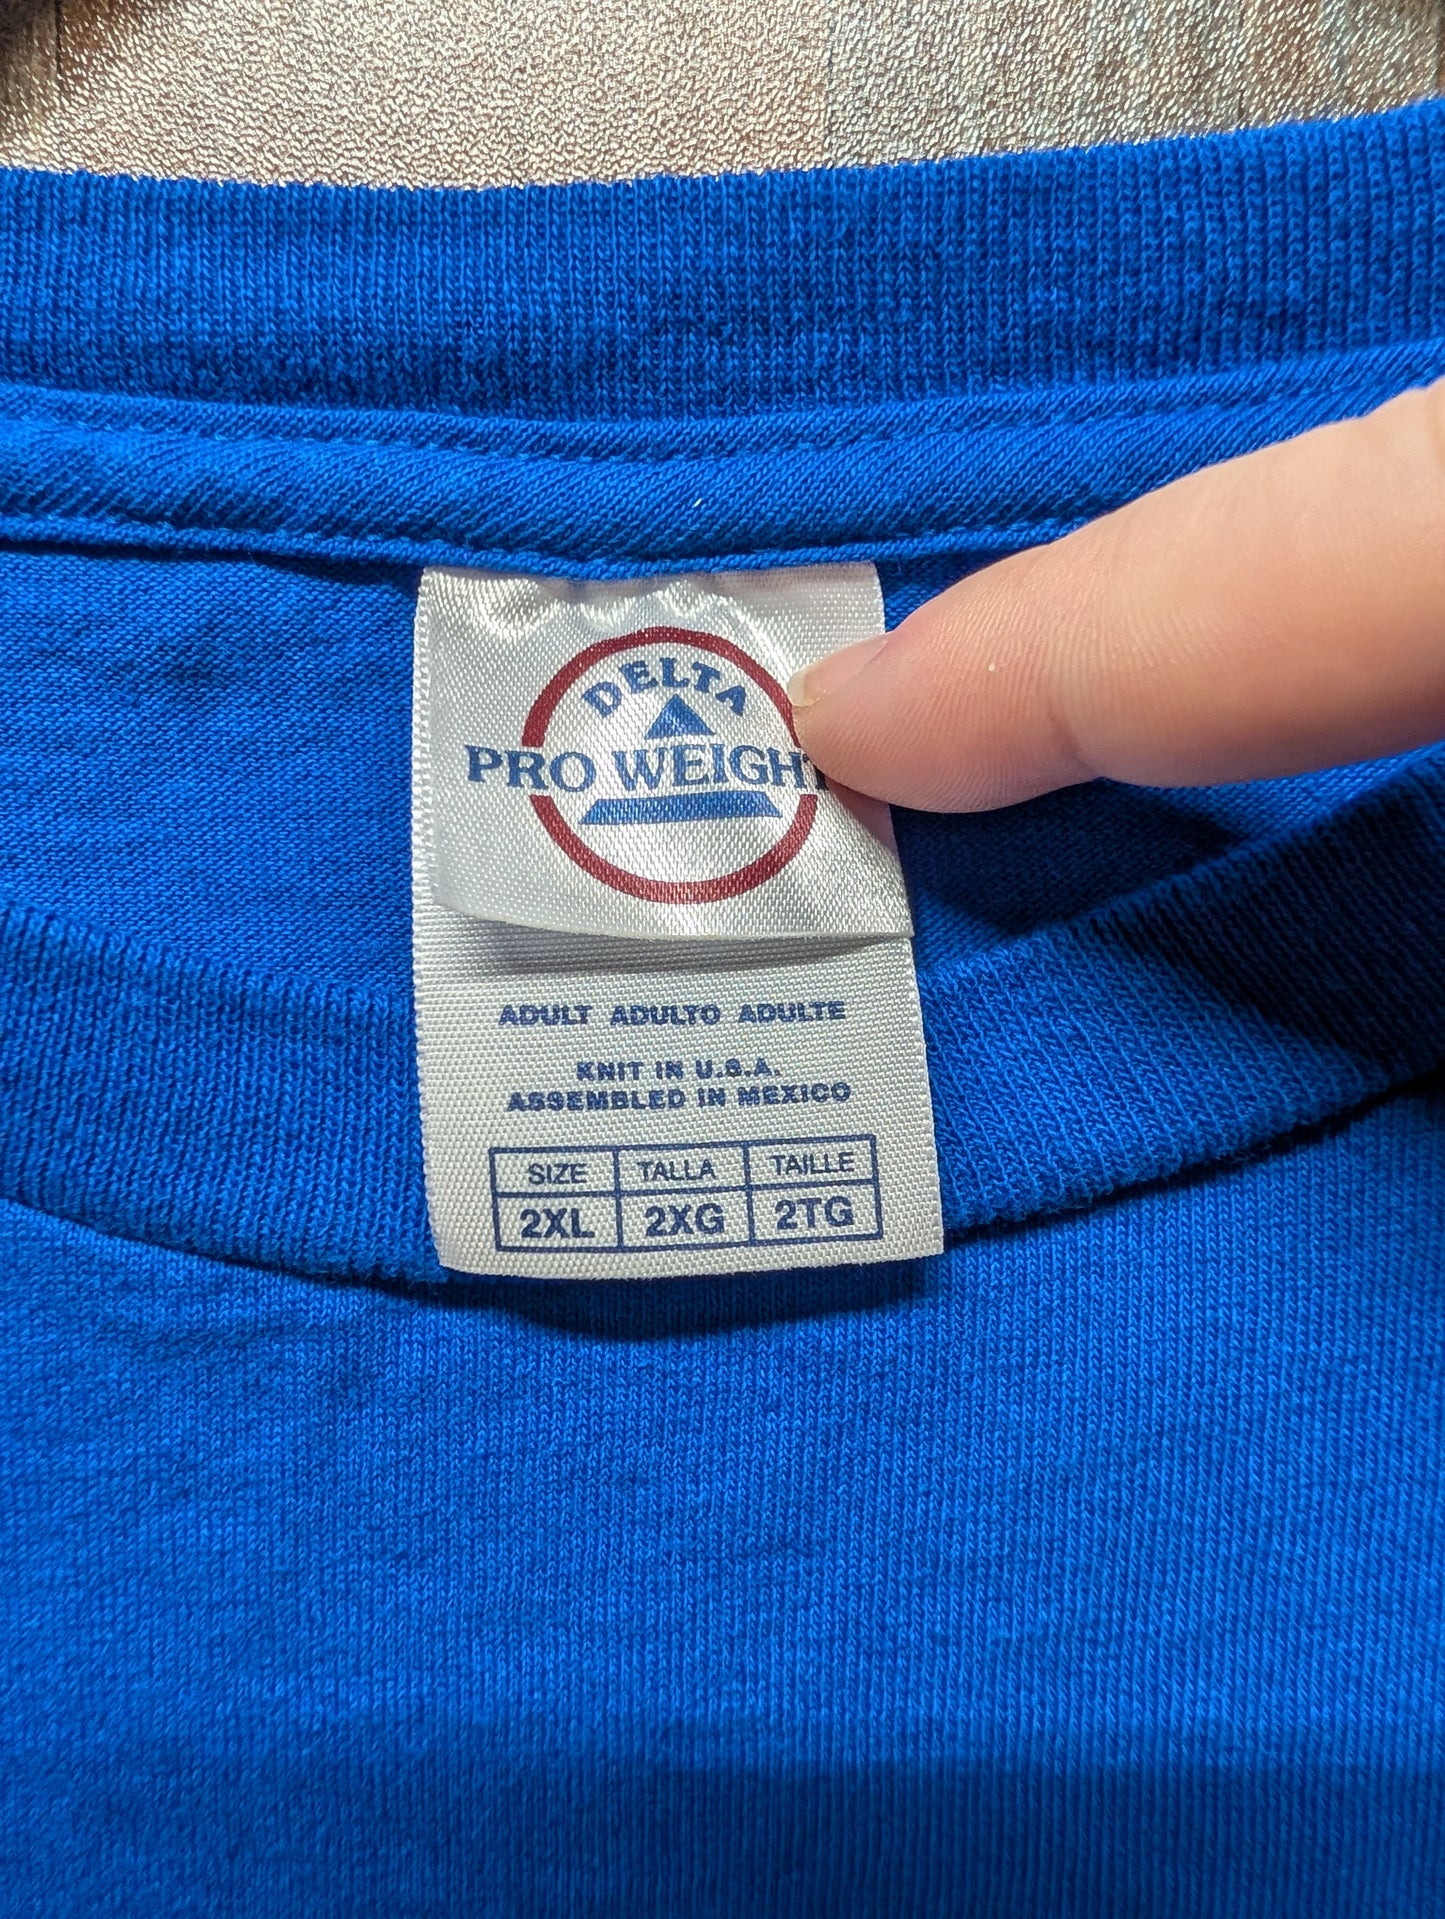 DELTA
PRO WEIGHT
ADULT ADULTO ADULTE
KNIT IN U.S.A.
ASSEMBLED IN MEXICO
SIZE TALLA TAILLE
2XL 2XG 2TG